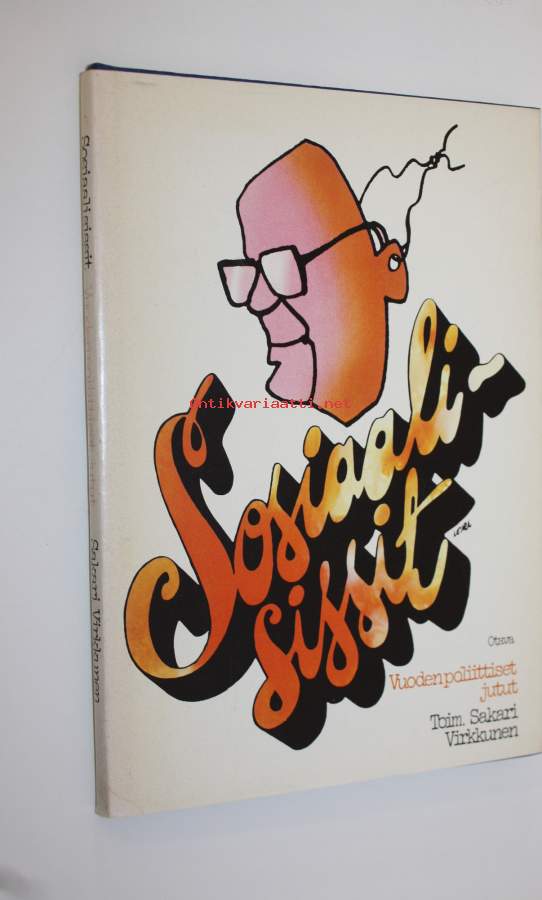 Sosiaalisissit
Sakari Virkkunen
antikvariaatti.net
Sosiaali-
sissit
Otava
Vuoden poliittiset
jutut
Toim. Sakari
Virkkunen